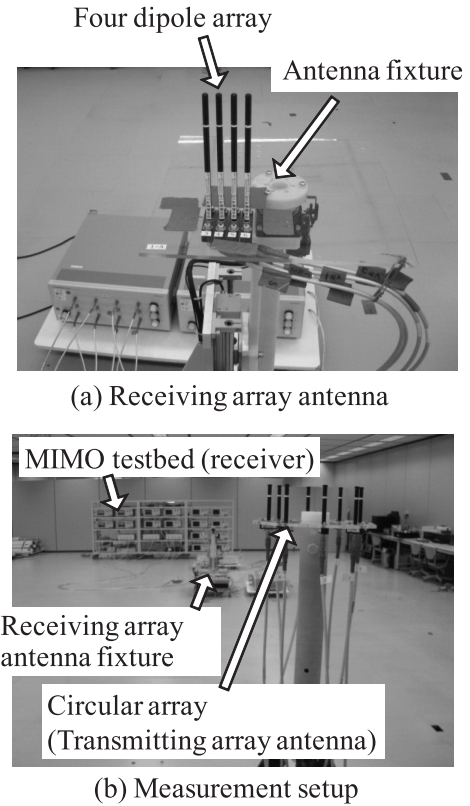 Four dipole array
Antenna fixture
(a) Receiving array antenna
MIMO testbed (receiver)
Receiving array
antenna fixture
Circular array
(Transmitting array antenna)
(b) Measurement setup